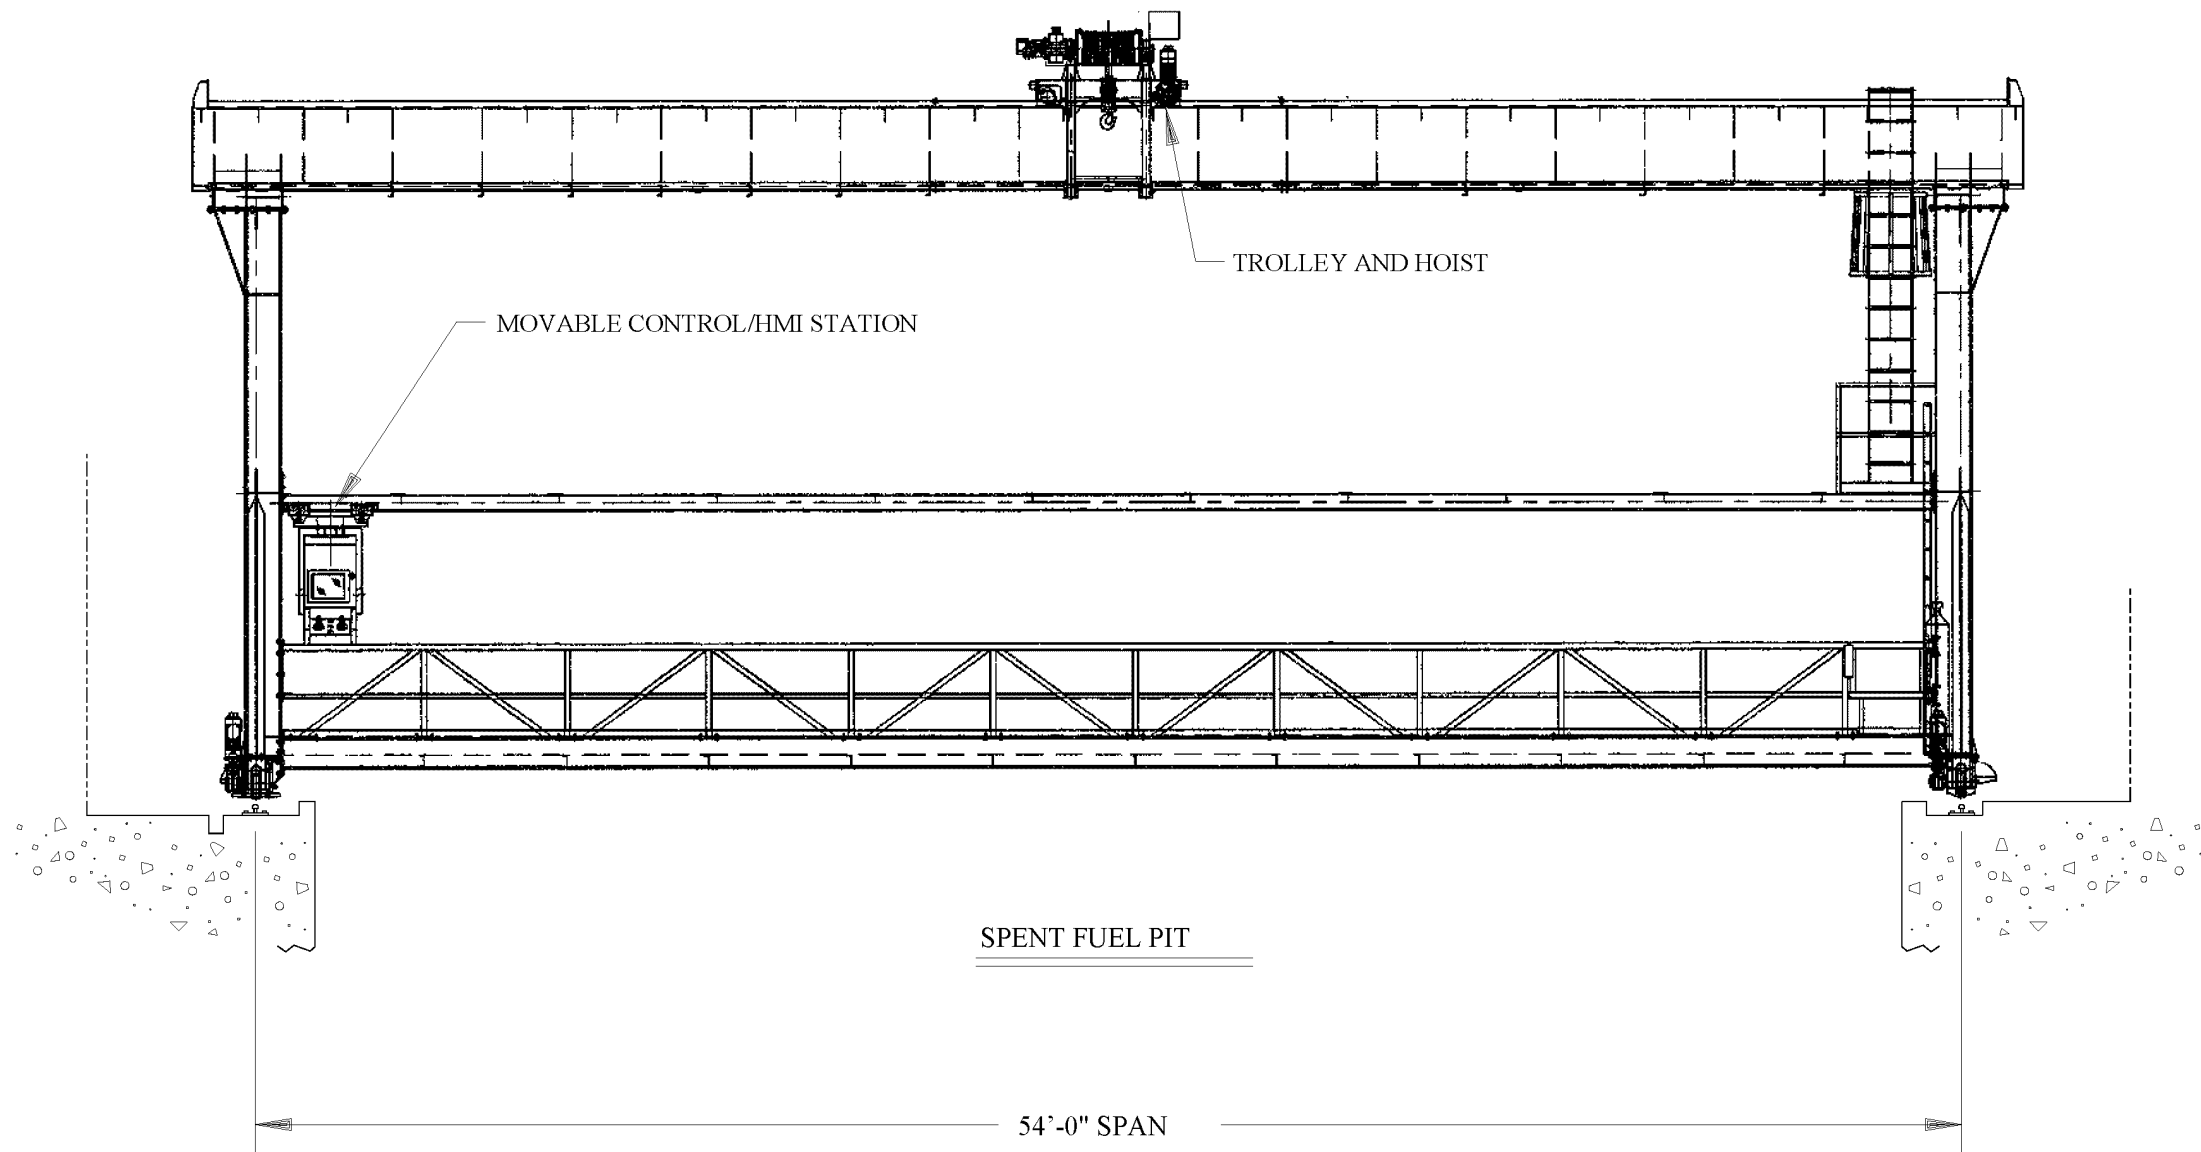 TROLLEY AND HOIST
MOVABLE CONTROL/HMI STATION
SPENT FUEL PIT
54'-0" SPAN